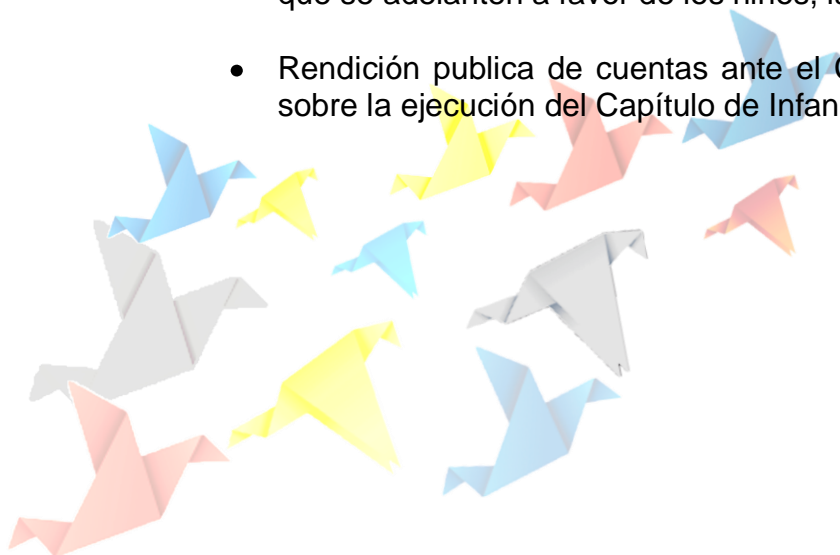 que se adelanten a favor de los niños,
• Rendición publica de cuentas ante el
sobre la ejecución del Capítulo de Infan